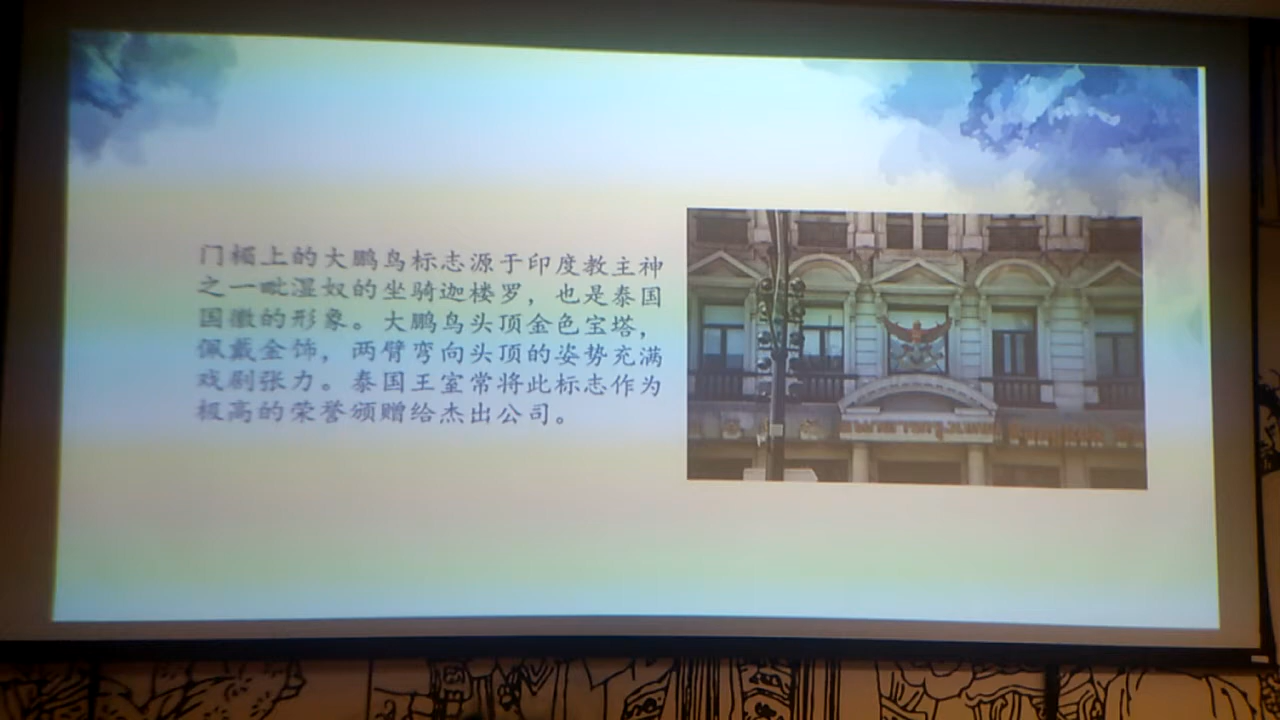 门楣上的大鹏鸟标志源于印度教主神
之一毗湿奴的坐骑迦楼罗，也是泰国
国徽的形象。大鹏鸟头顶金色宝塔，
佩戴金饰，两臂弯向头顶的姿势充满
戏剧张力。泰国王室常将此标志作为
极高的荣誉颁赠给杰出公司。